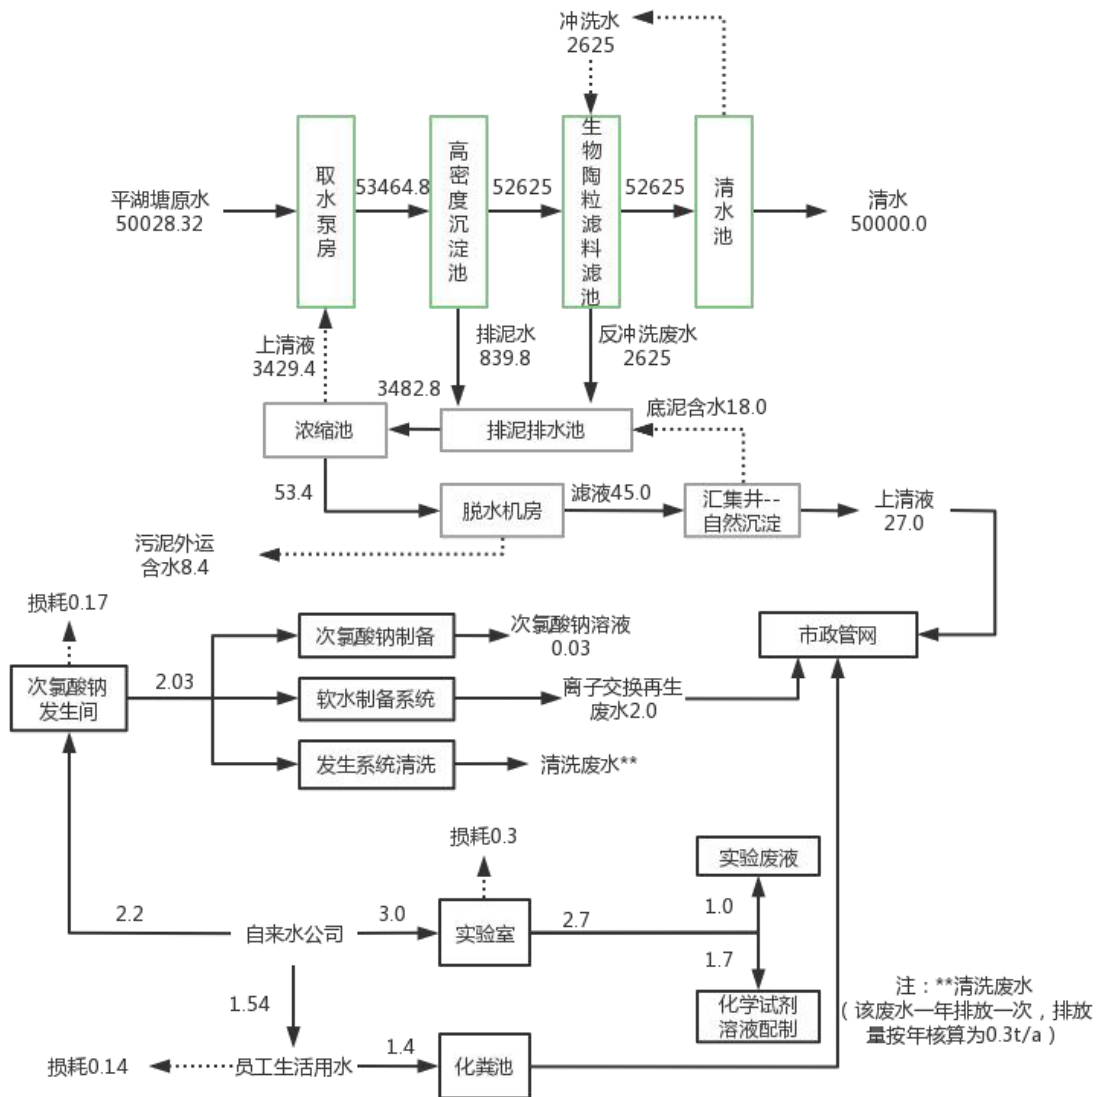 冲洗水
2625
取水泵房
高密度沉淀池
生物陶粒滤料滤池
清水池
平湖塘原水
50028.32
53464.8
52625
52625
清水
50000.0
上清液
3429.4
排泥水
839.8
反冲洗废水
2625
3482.8
底泥含水18.0
浓缩池
排泥排水池
53.4
脱水机房
滤液45.0
汇集井--
自然沉淀
上清液
27.0
污泥外运
含水8.4
损耗0.17
次氯酸钠制备
次氯酸钠溶液
0.03
市政管网
次氯酸钠
发生间
2.03
软水制备系统
离子交换再生
废水2.0
发生系统清洗
清洗废水**
损耗0.3
实验废液
2.2
自来水公司
3.0
实验室
2.7
1.0
1.7
化学试剂
溶液配制
注:**清洗废水
(该废水一年排放一次,排放
量按年核算为0.3t/a)
1.54
损耗0.14
员工生活用水
1.4
化粪池